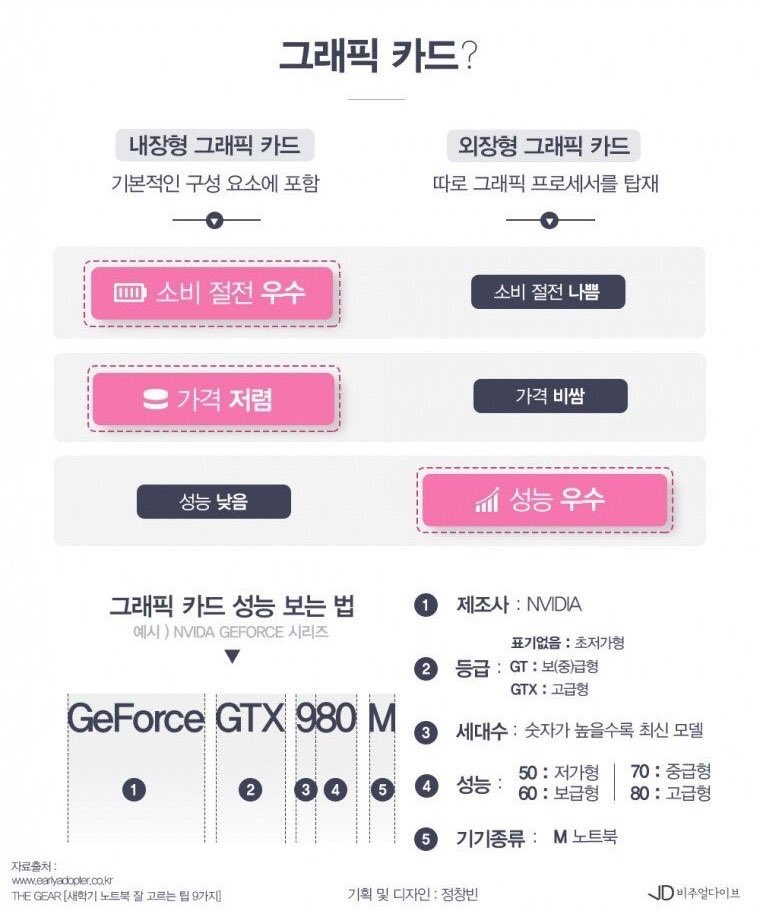 그래픽 카드?
내장형 그래픽 카드
기본적인 구성 요소에 포함
외장형 그래픽 카드
따로 그래픽 프로세서를 탑재
소비 절전 우수
소비 절전 나쁨
가격 저렴
가격 비쌈
성능 낮음
성능 우수
그래픽 카드 성능 보는 법
예시 ) NVIDA GEFORCE 시리즈
GeForce GTX 980 M
1 2 3 4 5
1 제조사 : NVIDIA
2 등급 : 표기없음 : 초저가형
GT : 보(중)급형
GTX : 고급형
3 세대수 : 숫자가 높을수록 최신 모델
4 성능 : 50 : 저가형 70 : 중급형
60 : 보급형 80 : 고급형
5 기기종류 : M 노트북
자료출처 :
www.earlyadopter.co.kr
THE GEAR [새학기 노트북 잘 고르는 팁 9가지]
기획 및 디자인 : 정창빈
VD 비주얼다이브